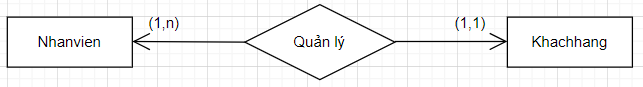 (1,n)
(1,1)
Nhanvien
Quản lý
Khachhang